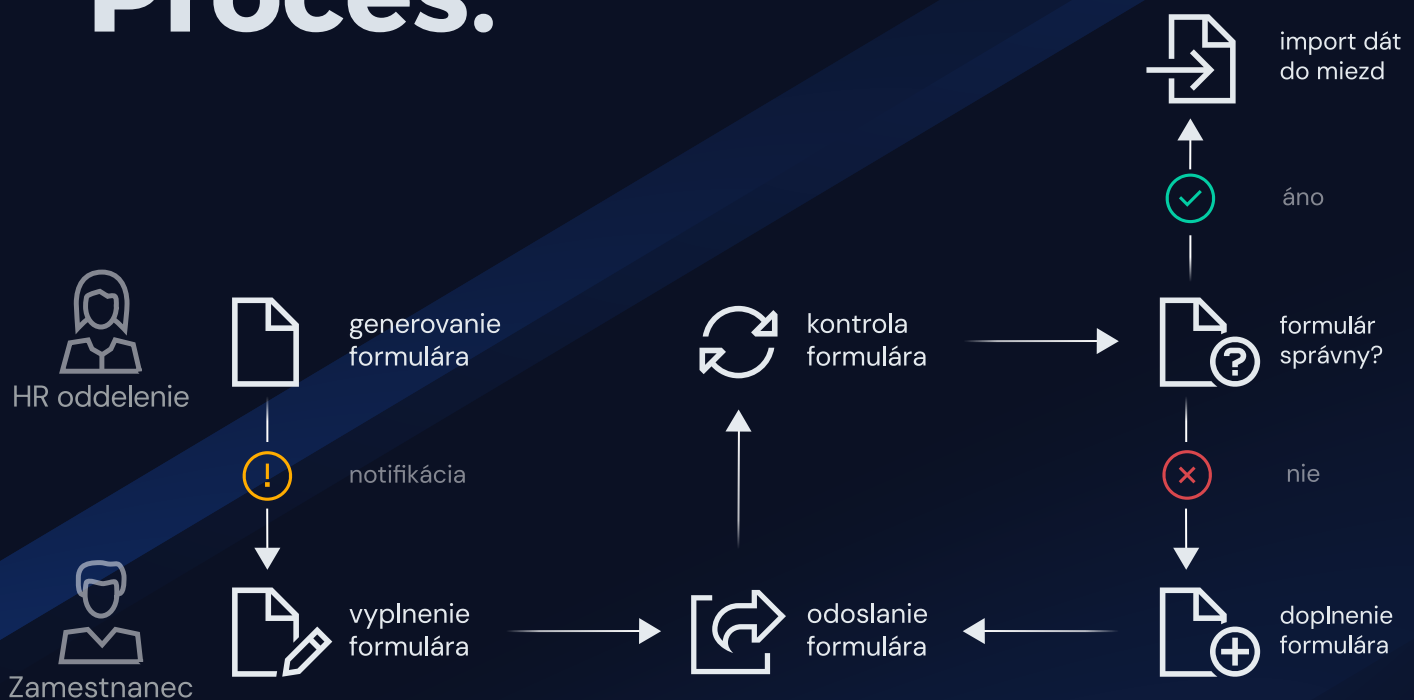 Proces.
import dát
do miezd
áno
HR oddelenie
generovanie
formulára
kontrola
formulára
formulár
správny?
notifikácia
nie
Zamestnanec
vyplnenie
formulára
odoslanie
formulára
doplnenie
formulára